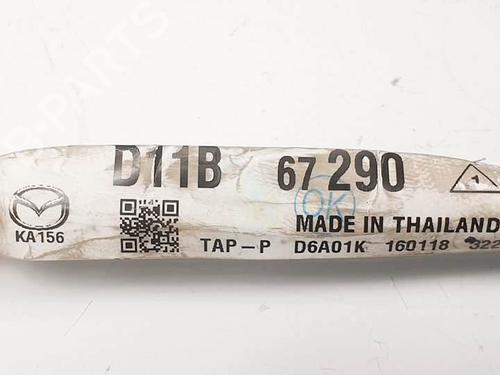 D11B 67 290
OK
KA156
MADE IN THAILAND
TAP-P D6A01K 160118